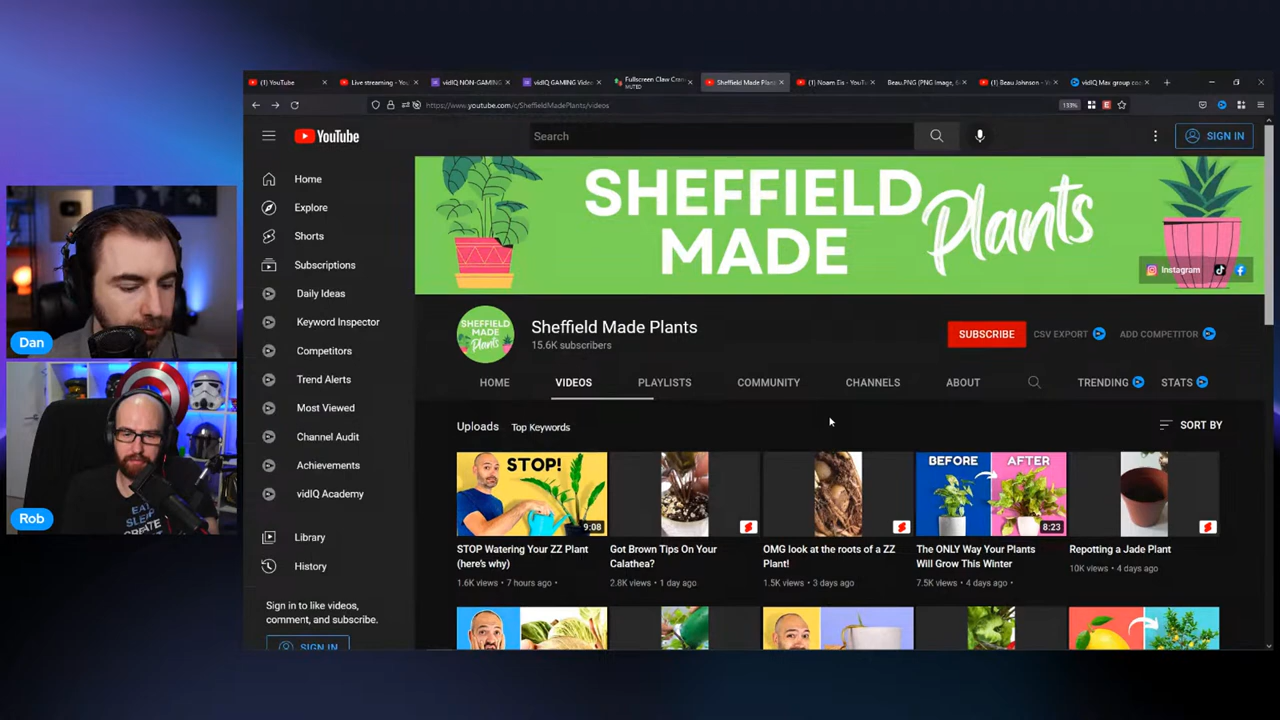 (1) YouTube
Live streaming - You
vidIQ NON-GAMING
vidIQ GAMING Vide
Fullscreen Claw Cra
MUTED
Sheffield Made Plan
(1) Noam Eis - YouTu
Beau.PNG (PNG Image, 6
(1) Beau Johnson - V
vidIQ Max group co
https://www.youtube.com/c/SheffieldMadePlants/videos
133%
YouTube
Search
SIGN IN
Home
Explore
Shorts
Subscriptions
Daily Ideas
Keyword Inspector
Competitors
Trend Alerts
Most Viewed
Channel Audit
Achievements
vidIQ Academy
Library
History
Sign in to like videos,
comment, and subscribe.
SIGN IN
SHEFFIELD
MADE
Plants
Instagram
SHEFFIELD
MADE
Plants
Sheffield Made Plants
15.6K subscribers
SUBSCRIBE
CSV EXPORT
ADD COMPETITOR
HOME
VIDEOS
PLAYLISTS
COMMUNITY
CHANNELS
ABOUT
TRENDING
STATS
Uploads
Top Keywords
SORT BY
STOP!
9:08
BEFORE
AFTER
8:23
STOP Watering Your ZZ Plant
(here's why)
1.6K views • 7 hours ago •
Got Brown Tips On Your
Calathea?
2.8K views • 1 day ago
OMG look at the roots of a ZZ
Plant!
1.5K views • 3 days ago
The ONLY Way Your Plants
Will Grow This Winter
7.5K views • 4 days ago •
Repotting a Jade Plant
10K views • 4 days ago
Dan
Rob
EAT
SLEEP
CREATE